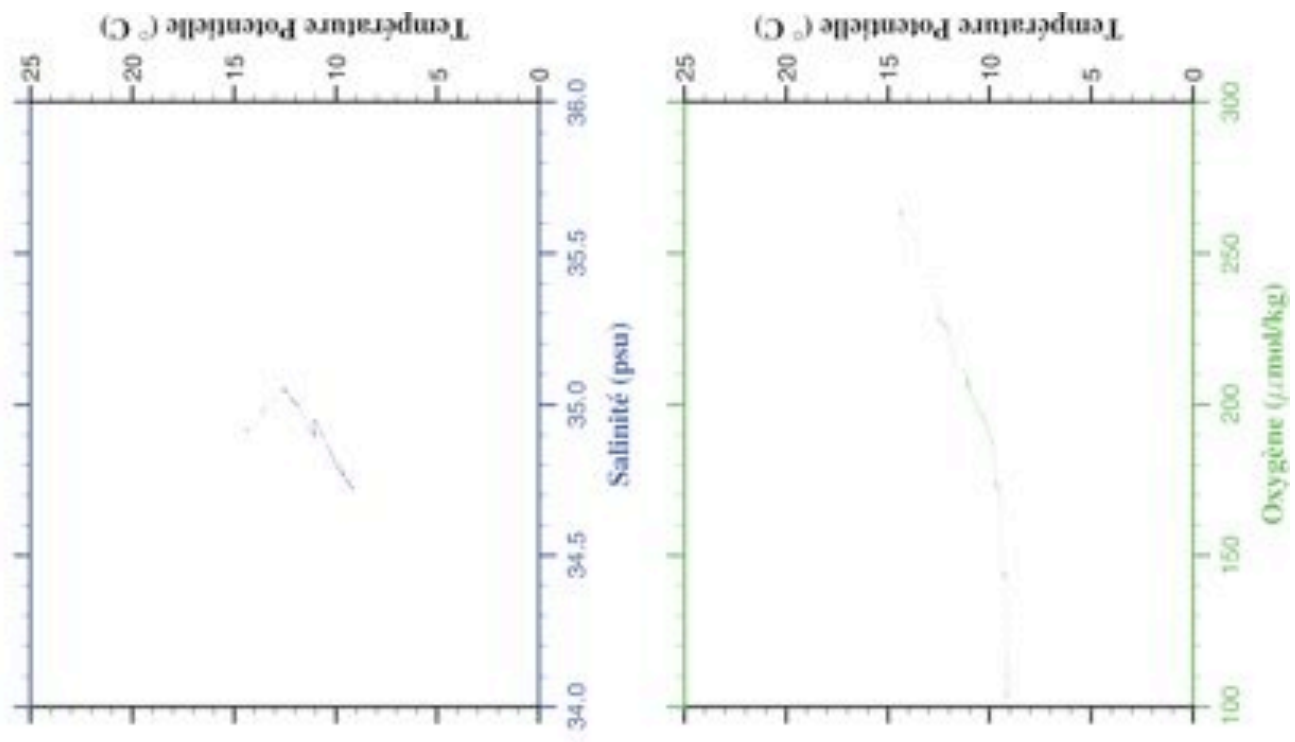 Température Potentielle (°C)
25 20 15 10 5 0
34.0 34.5 35.0 35.5 36.0
Salinité (psu)
Température Potentielle (°C)
25 20 15 10 5 0
100 150 200 250 300
Oxygène (μmol/kg)